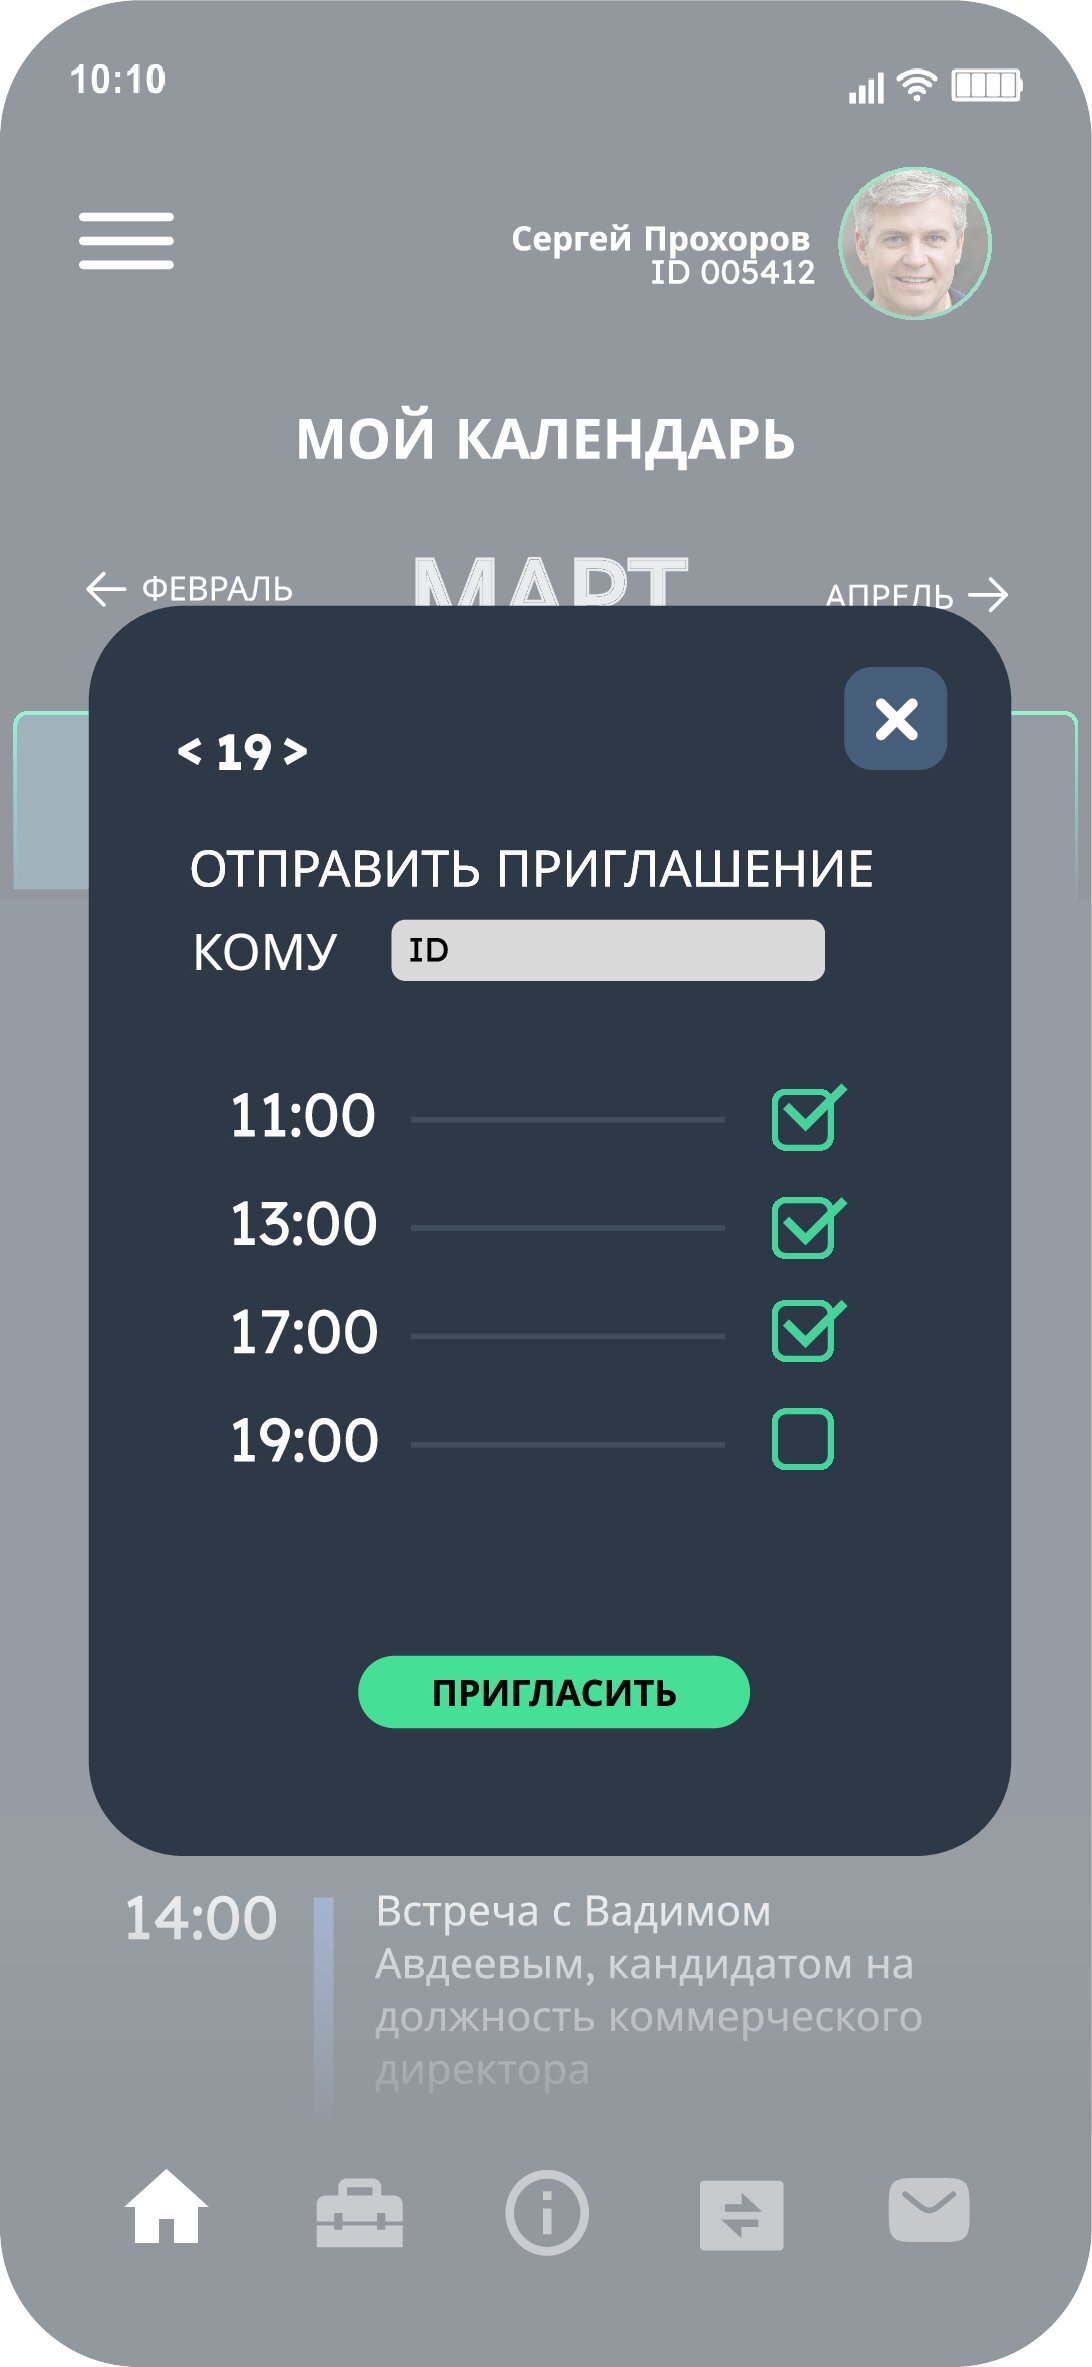 10:10
Сергей Прохоров
ID 005412
МОЙ КАЛЕНДАРЬ
ФЕВРАЛЬ
МАРТ
АПРЕЛЬ
< 19 >
ОТПРАВИТЬ ПРИГЛАШЕНИЕ
КОМУ ID
11:00
13:00
17:00
19:00
ПРИГЛАСИТЬ
14:00
Встреча с Вадимом
Авдеевым, кандидатом на
должность коммерческого
директора